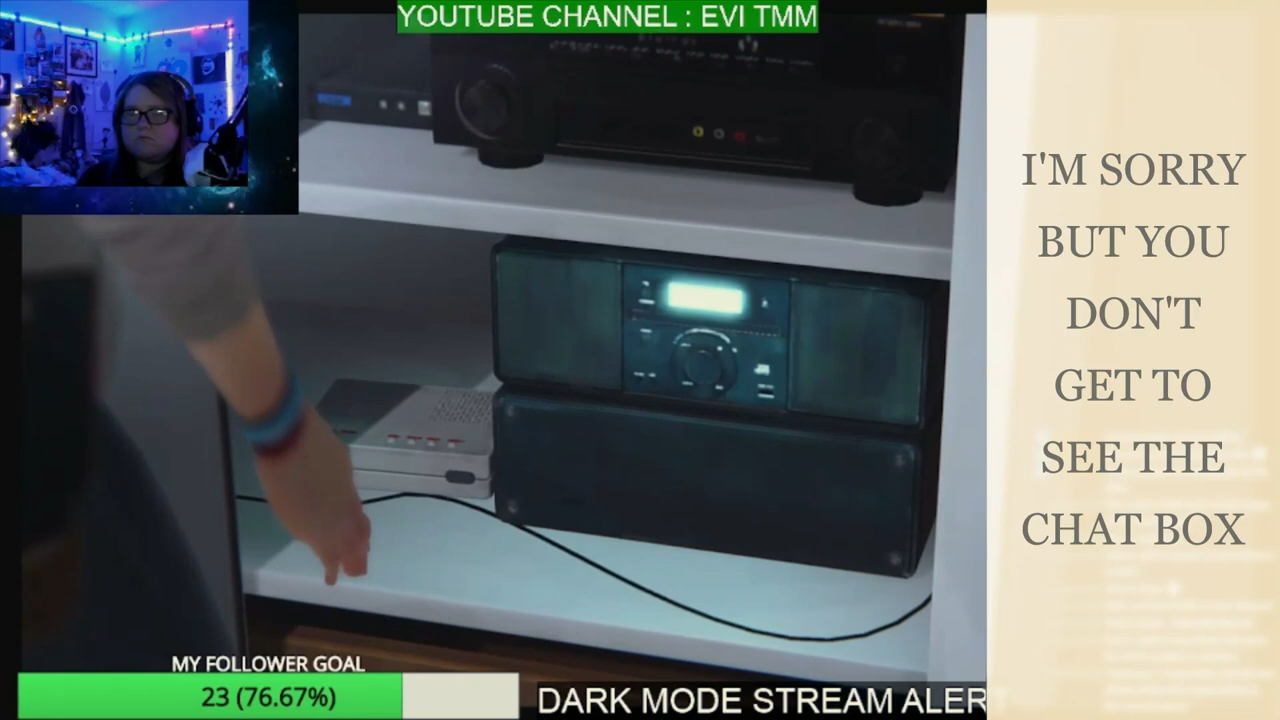 YOUTUBE CHANNEL : EVI TMM
I'M SORRY
BUT YOU
DON'T
GET TO
SEE THE
CHAT BOX
MY FOLLOWER GOAL
23 (76.67%)
DARK MODE STREAM ALER